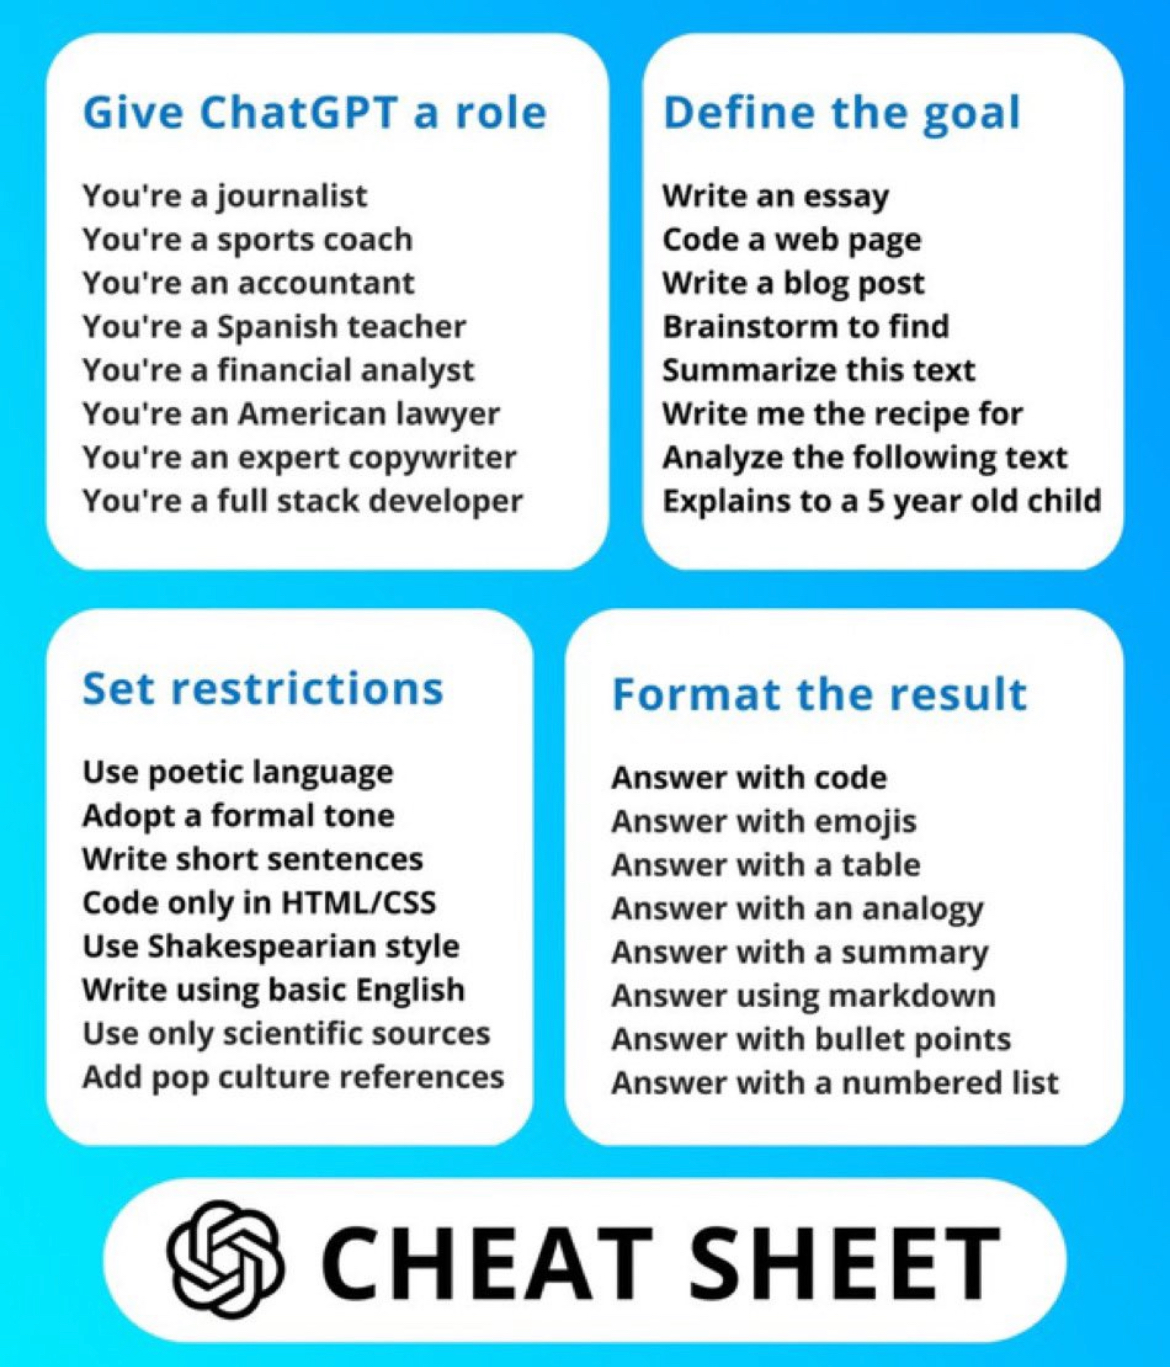 Give ChatGPT a role
You're a journalist
You're a sports coach
You're an accountant
You're a Spanish teacher
You're a financial analyst
You're an American lawyer
You're an expert copywriter
You're a full stack developer
Define the goal
Write an essay
Code a web page
Write a blog post
Brainstorm to find
Summarize this text
Write me the recipe for
Analyze the following text
Explains to a 5 year old child
Set restrictions
Use poetic language
Adopt a formal tone
Write short sentences
Code only in HTML/CSS
Use Shakespearian style
Write using basic English
Use only scientific sources
Add pop culture references
Format the result
Answer with code
Answer with emojis
Answer with a table
Answer with an analogy
Answer with a summary
Answer using markdown
Answer with bullet points
Answer with a numbered list
CHEAT SHEET